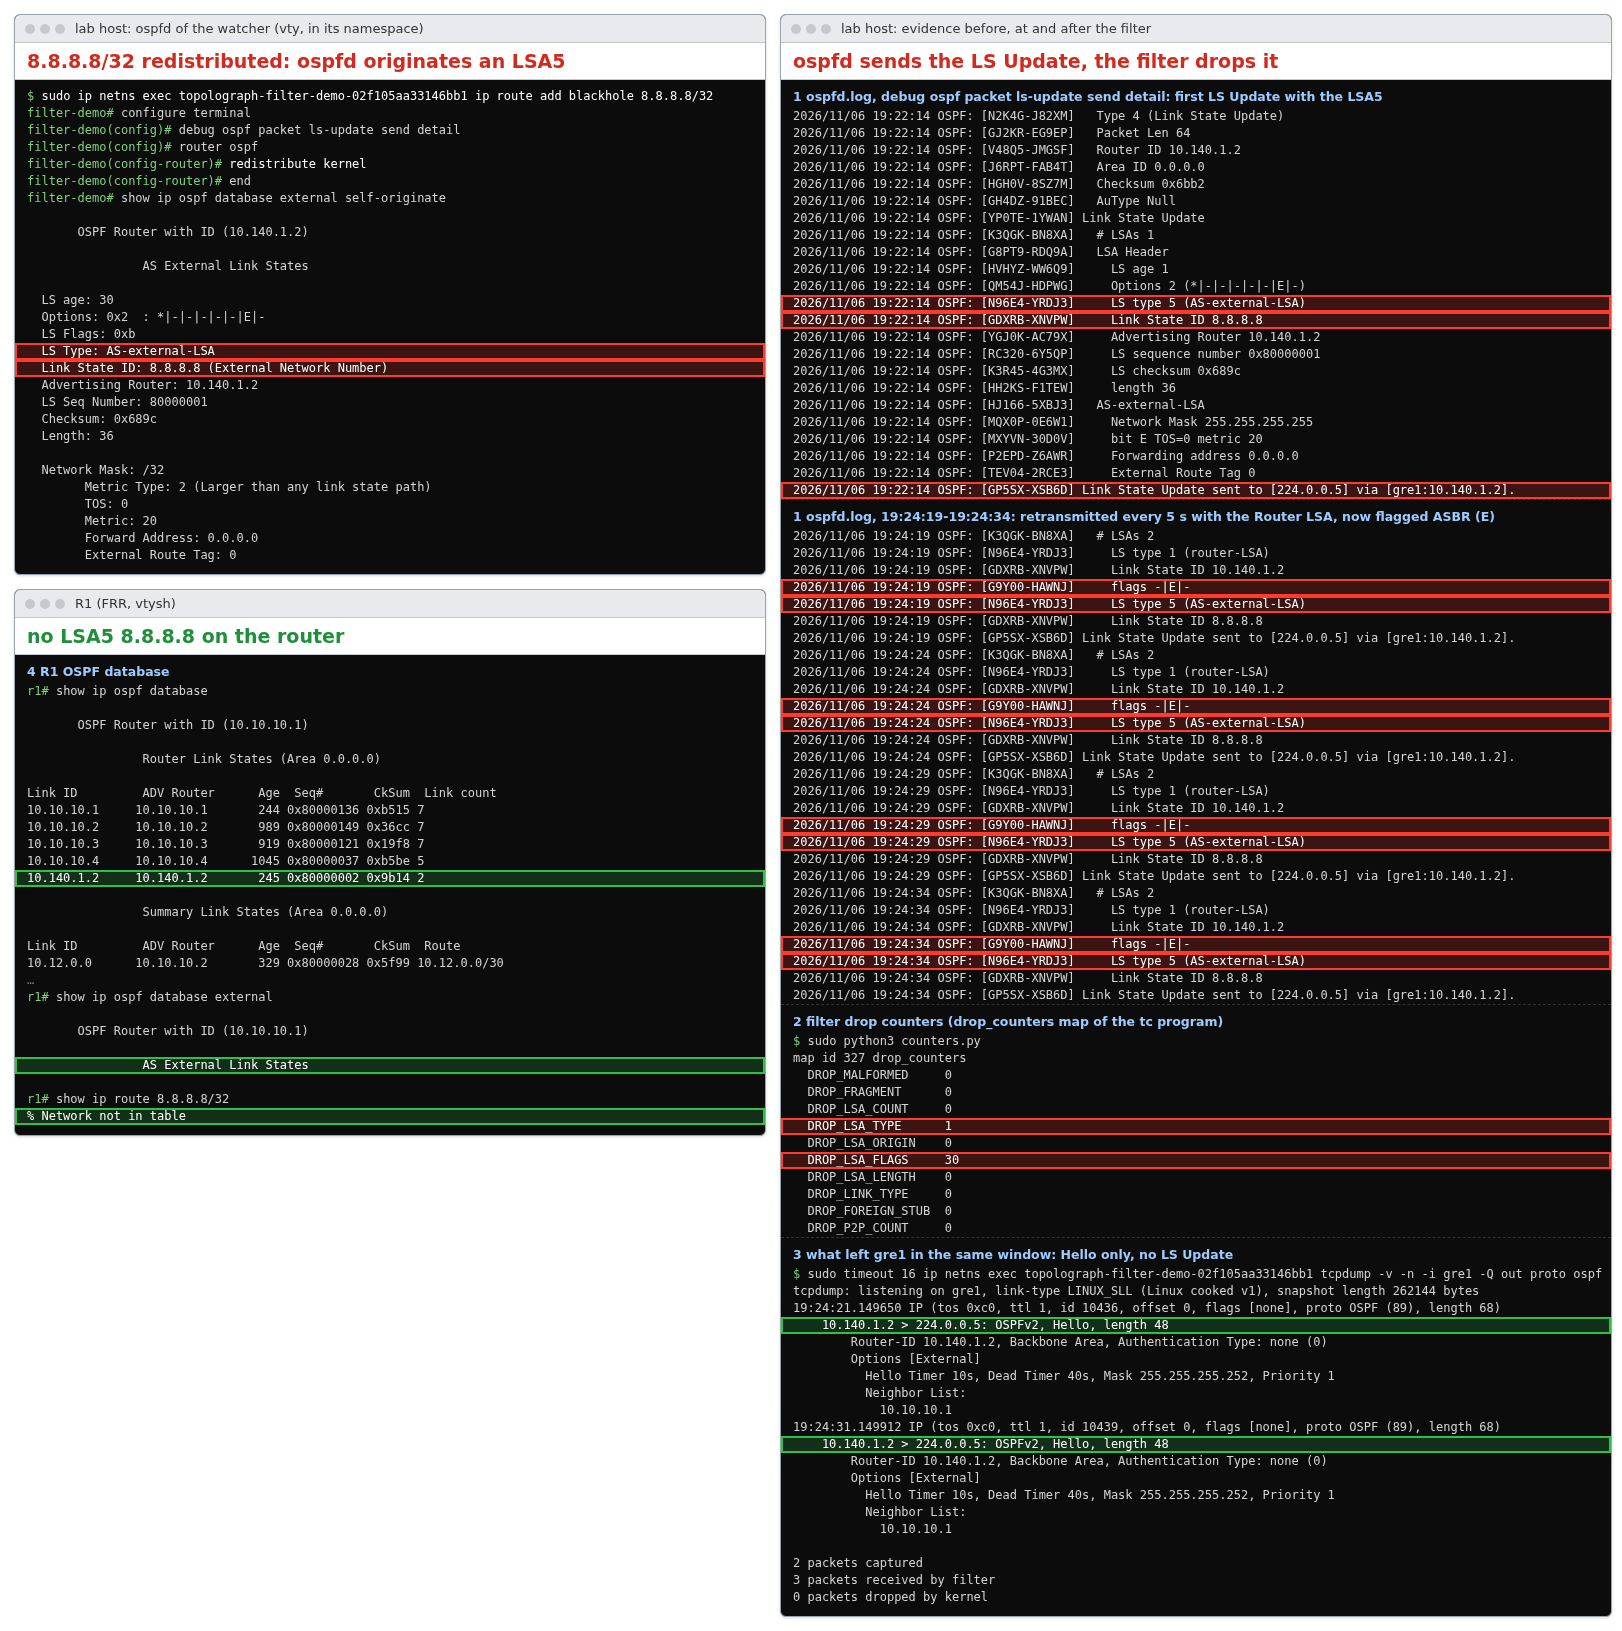 lab host: ospfd of the watcher (vty, in its namespace)
8.8.8.8/32 redistributed: ospfd originates an LSA5
$ sudo ip netns exec topolograph-filter-demo-02f105aa33146bb1 ip route add blackhole 8.8.8.8/32
filter-demo# configure terminal
filter-demo(config)# debug ospf packet ls-update send detail
filter-demo(config)# router ospf
filter-demo(config-router)# redistribute kernel
filter-demo(config-router)# end
filter-demo# show ip ospf database external self-originate
OSPF Router with ID (10.140.1.2)
AS External Link States
LS age: 30
Options: 0x2  : *|-|-|-|-|-|E|-
LS Flags: 0xb
LS Type: AS-external-LSA
Link State ID: 8.8.8.8 (External Network Number)
Advertising Router: 10.140.1.2
LS Seq Number: 80000001
Checksum: 0x689c
Length: 36
Network Mask: /32
Metric Type: 2 (Larger than any link state path)
TOS: 0
Metric: 20
Forward Address: 0.0.0.0
External Route Tag: 0
R1 (FRR, vtysh)
no LSA5 8.8.8.8 on the router
4 R1 OSPF database
r1# show ip ospf database
OSPF Router with ID (10.10.10.1)
Router Link States (Area 0.0.0.0)
Link ID         ADV Router      Age  Seq#       CkSum  Link count
10.10.10.1     10.10.10.1       244 0x80000136 0xb515 7
10.10.10.2     10.10.10.2       989 0x80000149 0x36cc 7
10.10.10.3     10.10.10.3       919 0x80000121 0x19f8 7
10.10.10.4     10.10.10.4      1045 0x80000037 0xb5be 5
10.140.1.2     10.140.1.2       245 0x80000002 0x9b14 2
Summary Link States (Area 0.0.0.0)
Link ID         ADV Router      Age  Seq#       CkSum  Route
10.12.0.0      10.10.10.2       329 0x80000028 0x5f99 10.12.0.0/30
…
r1# show ip ospf database external
OSPF Router with ID (10.10.10.1)
AS External Link States
r1# show ip route 8.8.8.8/32
% Network not in table
lab host: evidence before, at and after the filter
ospfd sends the LS Update, the filter drops it
1 ospfd.log, debug ospf packet ls-update send detail: first LS Update with the LSA5
2026/11/06 19:22:14 OSPF: [N2K4G-J82XM]   Type 4 (Link State Update)
2026/11/06 19:22:14 OSPF: [GJ2KR-EG9EP]   Packet Len 64
2026/11/06 19:22:14 OSPF: [V48Q5-JMGSF]   Router ID 10.140.1.2
2026/11/06 19:22:14 OSPF: [J6RPT-FAB4T]   Area ID 0.0.0.0
2026/11/06 19:22:14 OSPF: [HGH0V-8SZ7M]   Checksum 0x6bb2
2026/11/06 19:22:14 OSPF: [GH4DZ-91BEC]   AuType Null
2026/11/06 19:22:14 OSPF: [YP0TE-1YWAN] Link State Update
2026/11/06 19:22:14 OSPF: [K3QGK-BN8XA]   # LSAs 1
2026/11/06 19:22:14 OSPF: [G8PT9-RDQ9A]   LSA Header
2026/11/06 19:22:14 OSPF: [HVHYZ-WW6Q9]     LS age 1
2026/11/06 19:22:14 OSPF: [QM54J-HDPWG]     Options 2 (*|-|-|-|-|-|E|-)
2026/11/06 19:22:14 OSPF: [N96E4-YRDJ3]     LS type 5 (AS-external-LSA)
2026/11/06 19:22:14 OSPF: [GDXRB-XNVPW]     Link State ID 8.8.8.8
2026/11/06 19:22:14 OSPF: [YGJ0K-AC79X]     Advertising Router 10.140.1.2
2026/11/06 19:22:14 OSPF: [RC320-6Y5QP]     LS sequence number 0x80000001
2026/11/06 19:22:14 OSPF: [K3R45-4G3MX]     LS checksum 0x689c
2026/11/06 19:22:14 OSPF: [HH2KS-F1TEW]     length 36
2026/11/06 19:22:14 OSPF: [HJ166-5XBJ3]   AS-external-LSA
2026/11/06 19:22:14 OSPF: [MQX0P-0E6W1]     Network Mask 255.255.255.255
2026/11/06 19:22:14 OSPF: [MXYVN-30D0V]     bit E TOS=0 metric 20
2026/11/06 19:22:14 OSPF: [P2EPD-Z6AWR]     Forwarding address 0.0.0.0
2026/11/06 19:22:14 OSPF: [TEV04-2RCE3]     External Route Tag 0
2026/11/06 19:22:14 OSPF: [GP5SX-XSB6D] Link State Update sent to [224.0.0.5] via [gre1:10.140.1.2].
1 ospfd.log, 19:24:19-19:24:34: retransmitted every 5 s with the Router LSA, now flagged ASBR (E)
2026/11/06 19:24:19 OSPF: [K3QGK-BN8XA]   # LSAs 2
2026/11/06 19:24:19 OSPF: [N96E4-YRDJ3]     LS type 1 (router-LSA)
2026/11/06 19:24:19 OSPF: [GDXRB-XNVPW]     Link State ID 10.140.1.2
2026/11/06 19:24:19 OSPF: [G9Y00-HAWNJ]     flags -|E|-
2026/11/06 19:24:19 OSPF: [N96E4-YRDJ3]     LS type 5 (AS-external-LSA)
2026/11/06 19:24:19 OSPF: [GDXRB-XNVPW]     Link State ID 8.8.8.8
2026/11/06 19:24:19 OSPF: [GP5SX-XSB6D] Link State Update sent to [224.0.0.5] via [gre1:10.140.1.2].
2026/11/06 19:24:24 OSPF: [K3QGK-BN8XA]   # LSAs 2
2026/11/06 19:24:24 OSPF: [N96E4-YRDJ3]     LS type 1 (router-LSA)
2026/11/06 19:24:24 OSPF: [GDXRB-XNVPW]     Link State ID 10.140.1.2
2026/11/06 19:24:24 OSPF: [G9Y00-HAWNJ]     flags -|E|-
2026/11/06 19:24:24 OSPF: [N96E4-YRDJ3]     LS type 5 (AS-external-LSA)
2026/11/06 19:24:24 OSPF: [GDXRB-XNVPW]     Link State ID 8.8.8.8
2026/11/06 19:24:24 OSPF: [GP5SX-XSB6D] Link State Update sent to [224.0.0.5] via [gre1:10.140.1.2].
2026/11/06 19:24:29 OSPF: [K3QGK-BN8XA]   # LSAs 2
2026/11/06 19:24:29 OSPF: [N96E4-YRDJ3]     LS type 1 (router-LSA)
2026/11/06 19:24:29 OSPF: [GDXRB-XNVPW]     Link State ID 10.140.1.2
2026/11/06 19:24:29 OSPF: [G9Y00-HAWNJ]     flags -|E|-
2026/11/06 19:24:29 OSPF: [N96E4-YRDJ3]     LS type 5 (AS-external-LSA)
2026/11/06 19:24:29 OSPF: [GDXRB-XNVPW]     Link State ID 8.8.8.8
2026/11/06 19:24:29 OSPF: [GP5SX-XSB6D] Link State Update sent to [224.0.0.5] via [gre1:10.140.1.2].
2026/11/06 19:24:34 OSPF: [K3QGK-BN8XA]   # LSAs 2
2026/11/06 19:24:34 OSPF: [N96E4-YRDJ3]     LS type 1 (router-LSA)
2026/11/06 19:24:34 OSPF: [GDXRB-XNVPW]     Link State ID 10.140.1.2
2026/11/06 19:24:34 OSPF: [G9Y00-HAWNJ]     flags -|E|-
2026/11/06 19:24:34 OSPF: [N96E4-YRDJ3]     LS type 5 (AS-external-LSA)
2026/11/06 19:24:34 OSPF: [GDXRB-XNVPW]     Link State ID 8.8.8.8
2026/11/06 19:24:34 OSPF: [GP5SX-XSB6D] Link State Update sent to [224.0.0.5] via [gre1:10.140.1.2].
2 filter drop counters (drop_counters map of the tc program)
$ sudo python3 counters.py
map id 327 drop_counters
DROP_MALFORMED     0
DROP_FRAGMENT      0
DROP_LSA_COUNT     0
DROP_LSA_TYPE      1
DROP_LSA_ORIGIN    0
DROP_LSA_FLAGS     30
DROP_LSA_LENGTH    0
DROP_LINK_TYPE     0
DROP_FOREIGN_STUB  0
DROP_P2P_COUNT     0
3 what left gre1 in the same window: Hello only, no LS Update
$ sudo timeout 16 ip netns exec topolograph-filter-demo-02f105aa33146bb1 tcpdump -v -n -i gre1 -Q out proto ospf
tcpdump: listening on gre1, link-type LINUX_SLL (Linux cooked v1), snapshot length 262144 bytes
19:24:21.149650 IP (tos 0xc0, ttl 1, id 10436, offset 0, flags [none], proto OSPF (89), length 68)
10.140.1.2 > 224.0.0.5: OSPFv2, Hello, length 48
Router-ID 10.140.1.2, Backbone Area, Authentication Type: none (0)
Options [External]
Hello Timer 10s, Dead Timer 40s, Mask 255.255.255.252, Priority 1
Neighbor List:
10.10.10.1
19:24:31.149912 IP (tos 0xc0, ttl 1, id 10439, offset 0, flags [none], proto OSPF (89), length 68)
10.140.1.2 > 224.0.0.5: OSPFv2, Hello, length 48
Router-ID 10.140.1.2, Backbone Area, Authentication Type: none (0)
Options [External]
Hello Timer 10s, Dead Timer 40s, Mask 255.255.255.252, Priority 1
Neighbor List:
10.10.10.1
2 packets captured
3 packets received by filter
0 packets dropped by kernel